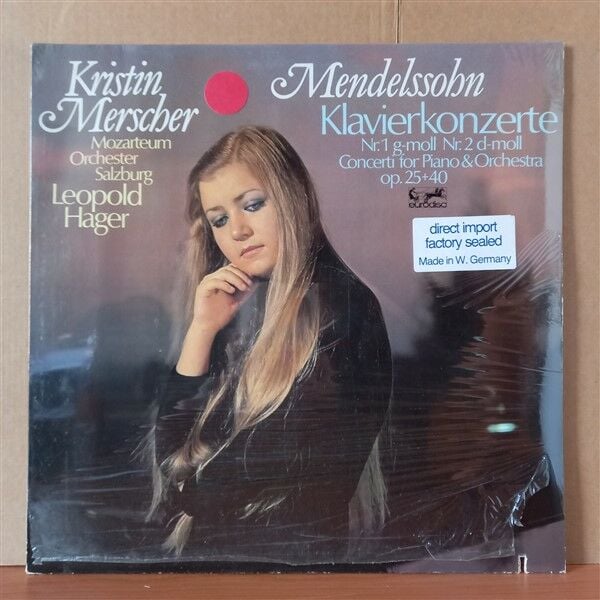 Kristin
Merscher
Mozarteum
Orchester
Salzburg
Leopold
Hager
Mendelssohn
Klavierkonzerte
Nr.1 g-moll Nr.2 d-moll
Concerti for Piano & Orchestra
op. 25+40
eurodisc
direct import
factory sealed
Made in W. Germany